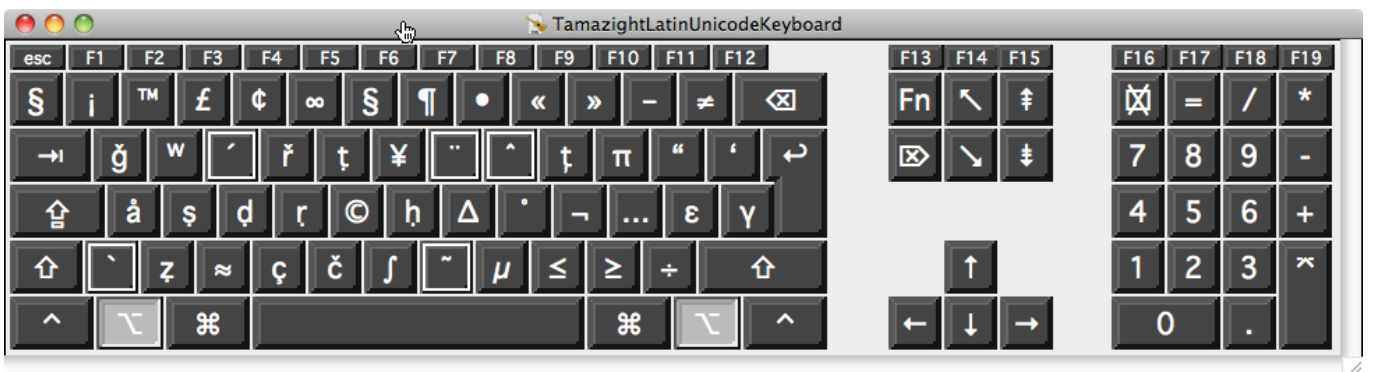 TamazightLatinUnicodeKeyboard
esc F1 F2 F3 F4 F5 F6 F7 F8 F9 F10 F11 F12 F13 F14 F15 F16 F17 F18 F19
§ ¡ ™ £ ¢ ∞ § ¶ • « » – ≠ ⌫ Fn ↖ ⇞ = / *
⇥ ǧ ʷ ´ ř ṭ ¥ ¨ ˆ ţ π “ ‘ ↩ ⌦ ↘ ⇟ 7 8 9 -
⇪ å ṣ ḍ ṛ © ḥ Δ ° ¬ … ε γ 4 5 6 +
⇧ ` ẓ ≈ ç č ∫ ˜ µ ≤ ≥ ÷ ⇧ ↑ 1 2 3 ⌤
⌃ ⌥ ⌘ ⌘ ⌥ ⌃ ← ↓ → 0 .